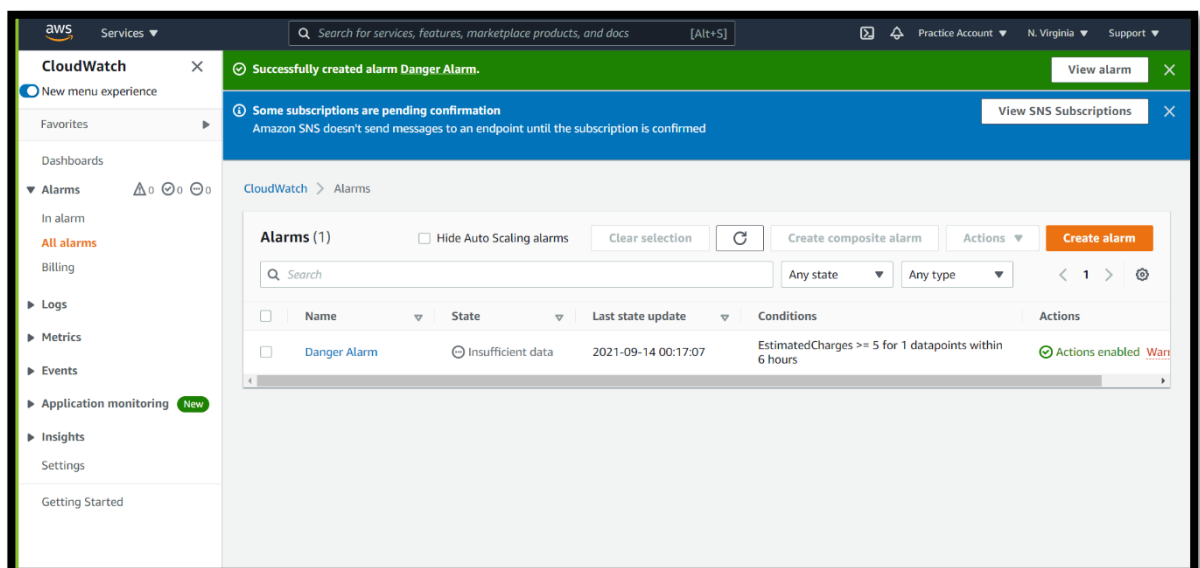 aws Services ▼ Search for services, features, marketplace products, and docs [Alt+S] Practice Account ▼ N. Virginia ▼ Support ▼
CloudWatch
New menu experience
Favorites
Dashboards
Alarms 0 0 0
In alarm
All alarms
Billing
Logs
Metrics
Events
Application monitoring New
Insights
Settings
Getting Started
Successfully created alarm Danger Alarm. View alarm
Some subscriptions are pending confirmation View SNS Subscriptions
Amazon SNS doesn't send messages to an endpoint until the subscription is confirmed
CloudWatch > Alarms
Alarms (1) Hide Auto Scaling alarms Clear selection Create composite alarm Actions ▼ Create alarm
Search Any state ▼ Any type ▼ < 1 >
Name State Last state update Conditions Actions
Danger Alarm Insufficient data 2021-09-14 00:17:07 EstimatedCharges >= 5 for 1 datapoints within Actions enabled
6 hours